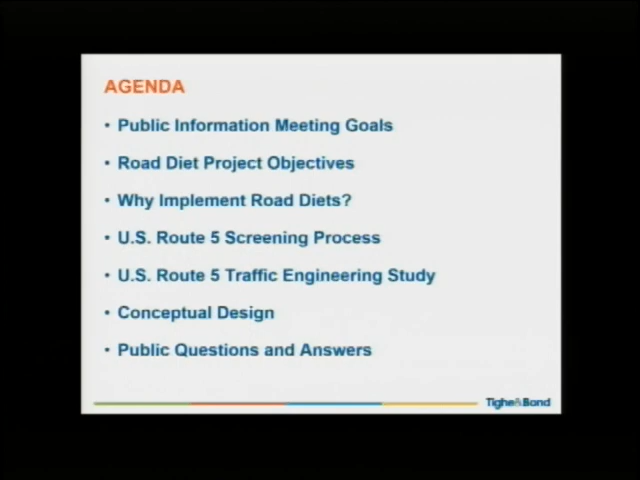 AGENDA
• Public Information Meeting Goals
• Road Diet Project Objectives
• Why Implement Road Diets?
• U.S. Route 5 Screening Process
• U.S. Route 5 Traffic Engineering Study
• Conceptual Design
• Public Questions and Answers
Tighe&Bond